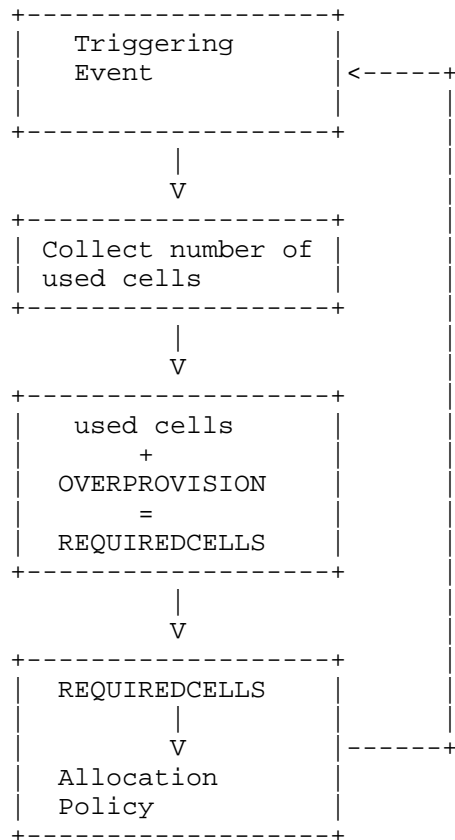 Triggering
Event
Collect number of
used cells
used cells
+
OVERPROVISION
=
REQUIREDCELLS
REQUIREDCELLS
Allocation
Policy